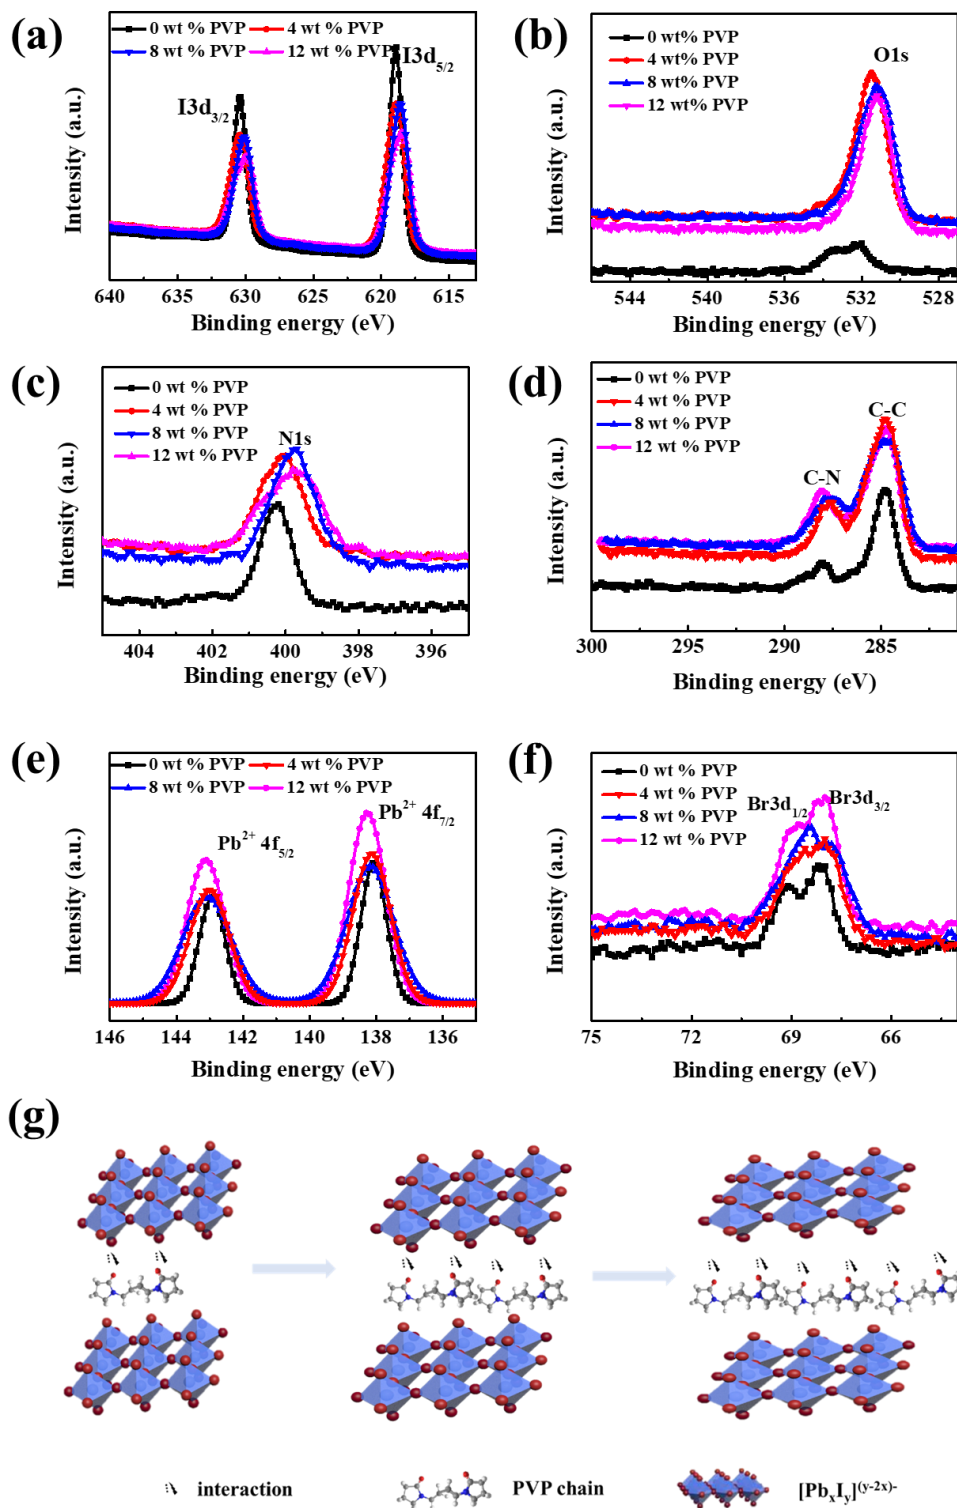 (a)
0 wt % PVP
4 wt % PVP
8 wt % PVP
12 wt % PVP
I3d5/2
I3d3/2
Intensity (a.u.)
640 635 630 625 620 615
Binding energy (eV)
(b)
0 wt% PVP
4 wt% PVP
8 wt% PVP
12 wt% PVP
O1s
Intensity (a.u.)
544 540 536 532 528
Binding energy (eV)
(c)
0 wt % PVP
4 wt % PVP
8 wt % PVP
12 wt % PVP
N1s
Intensity (a.u.)
404 402 400 398 396
Binding energy (eV)
(d)
0 wt % PVP
4 wt % PVP
8 wt % PVP
12 wt % PVP
C-C
C-N
Intensity (a.u.)
300 295 290 285
Binding energy (eV)
(e)
0 wt % PVP
4 wt % PVP
8 wt % PVP
12 wt % PVP
Pb2+ 4f7/2
Pb2+ 4f5/2
Intensity (a.u.)
146 144 142 140 138 136
Binding energy (eV)
(f)
0 wt % PVP
4 wt % PVP
8 wt % PVP
12 wt % PVP
Br3d1/2
Br3d3/2
Intensity (a.u.)
75 72 69 66
Binding energy (eV)
(g)
interaction
PVP chain
[PbxIy](y-2x)-